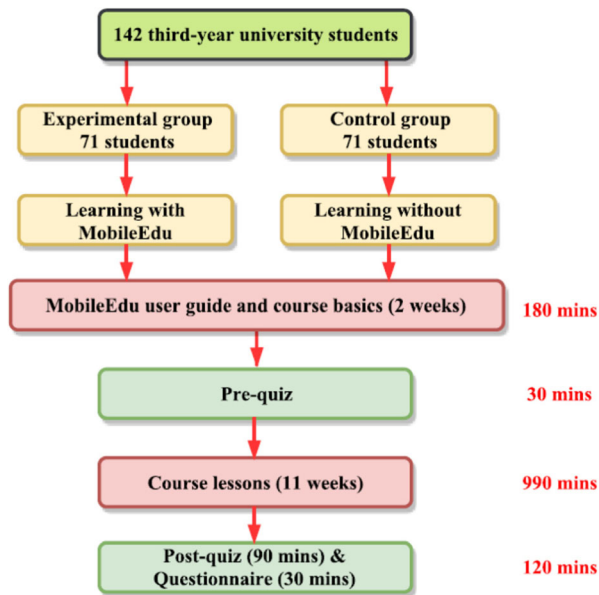 142 third-year university students
Experimental group
71 students
Control group
71 students
Learning with
MobileEdu
Learning without
MobileEdu
MobileEdu user guide and course basics (2 weeks)
180 mins
Pre-quiz
30 mins
Course lessons (11 weeks)
990 mins
Post-quiz (90 mins) &
Questionnaire (30 mins)
120 mins